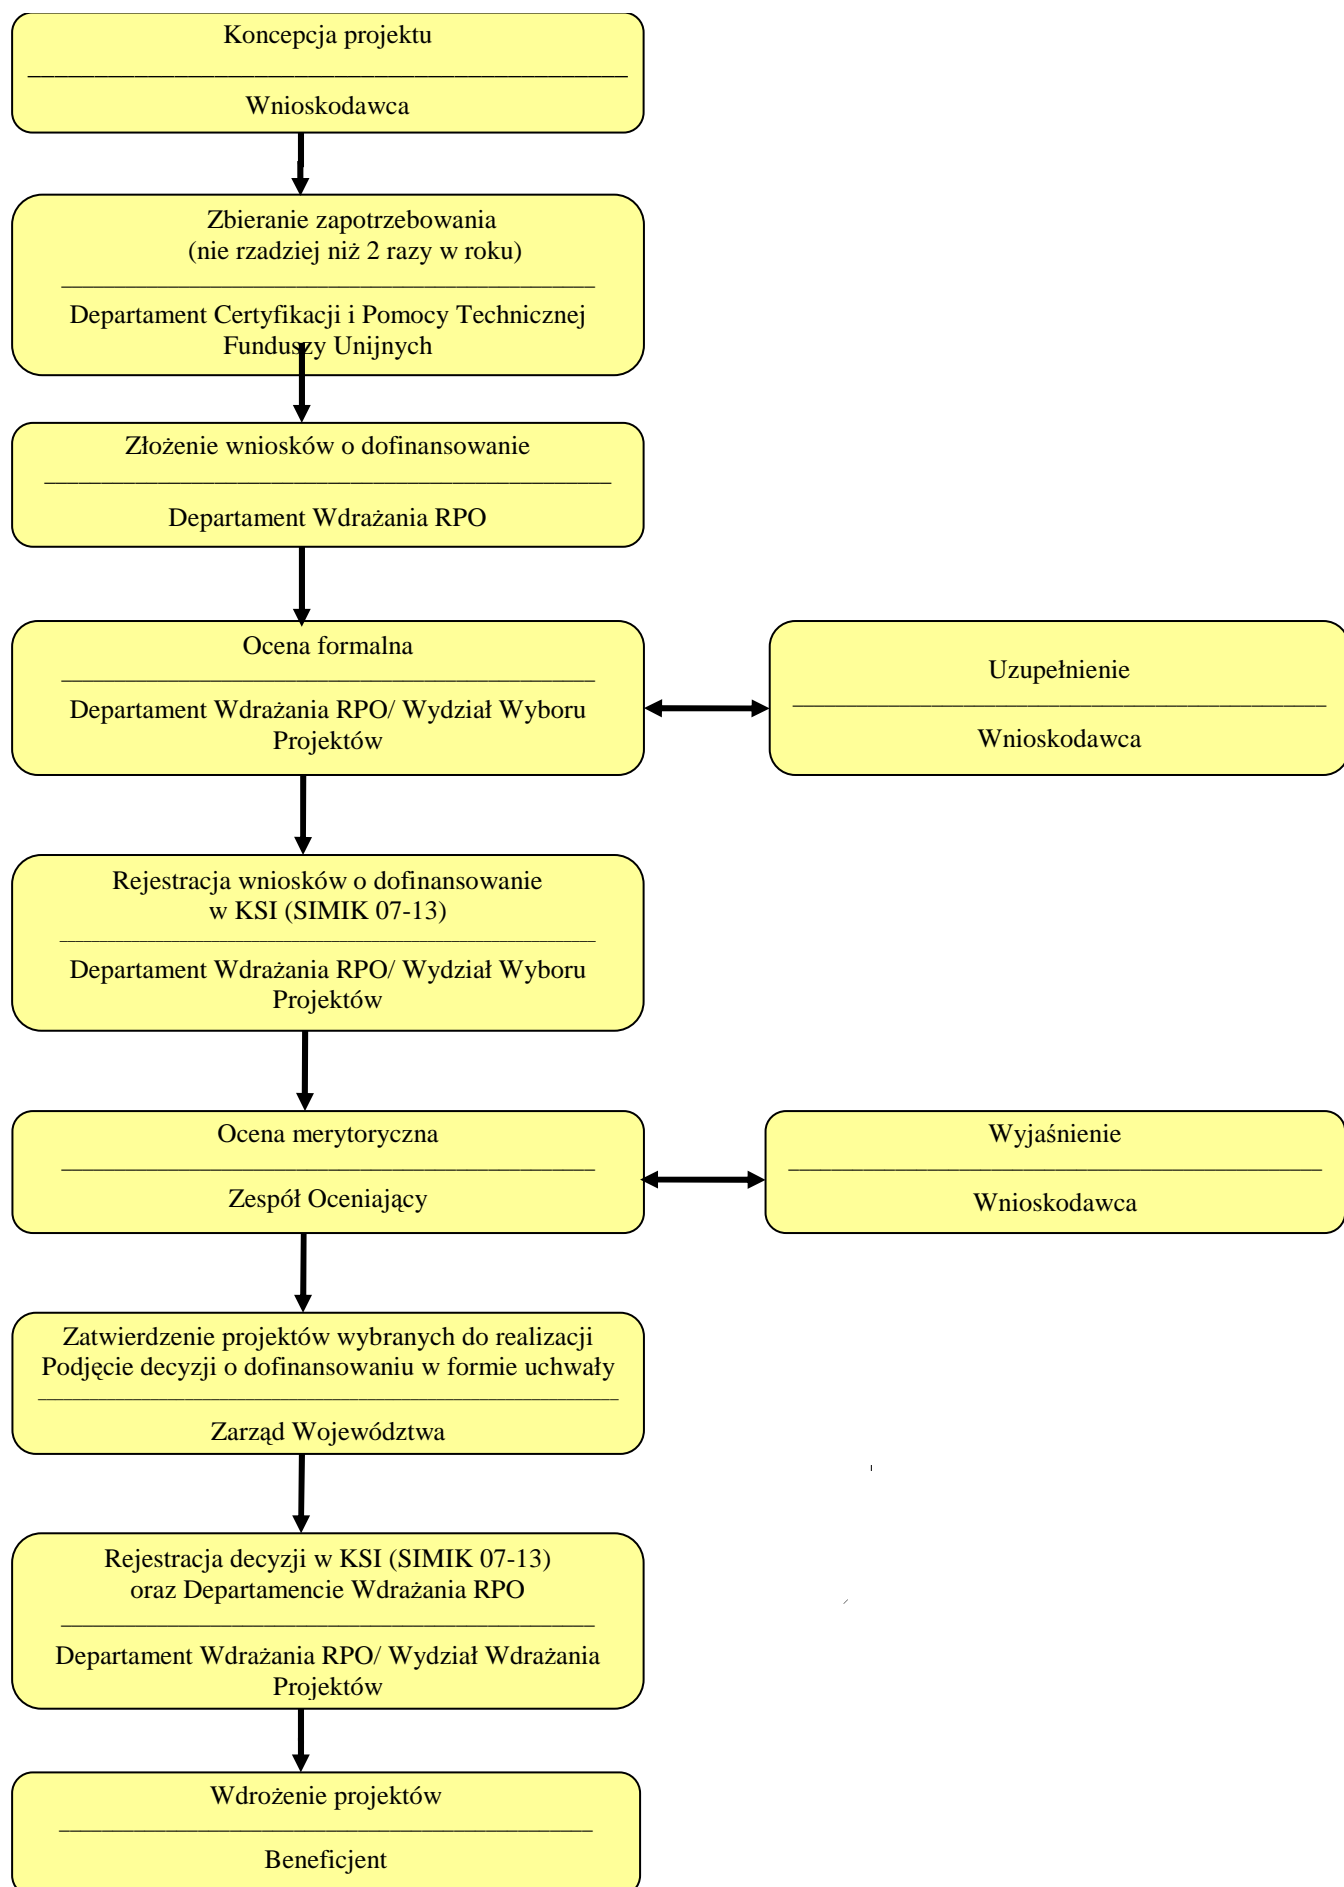 Koncepcja projektu
Wnioskodawca
Zbieranie zapotrzebowania
(nie rzadziej niż 2 razy w roku)
Departament Certyfikacji i Pomocy Technicznej
Funduszy Unijnych
Złożenie wniosków o dofinansowanie
Departament Wdrażania RPO
Ocena formalna
Departament Wdrażania RPO/ Wydział Wyboru
Projektów
Uzupełnienie
Wnioskodawca
Rejestracja wniosków o dofinansowanie
w KSI (SIMIK 07-13)
Departament Wdrażania RPO/ Wydział Wyboru
Projektów
Ocena merytoryczna
Zespół Oceniający
Wyjaśnienie
Wnioskodawca
Zatwierdzenie projektów wybranych do realizacji
Podjęcie decyzji o dofinansowaniu w formie uchwały
Zarząd Województwa
Rejestracja decyzji w KSI (SIMIK 07-13)
oraz Departamencie Wdrażania RPO
Departament Wdrażania RPO/ Wydział Wdrażania
Projektów
Wdrożenie projektów
Beneficjent